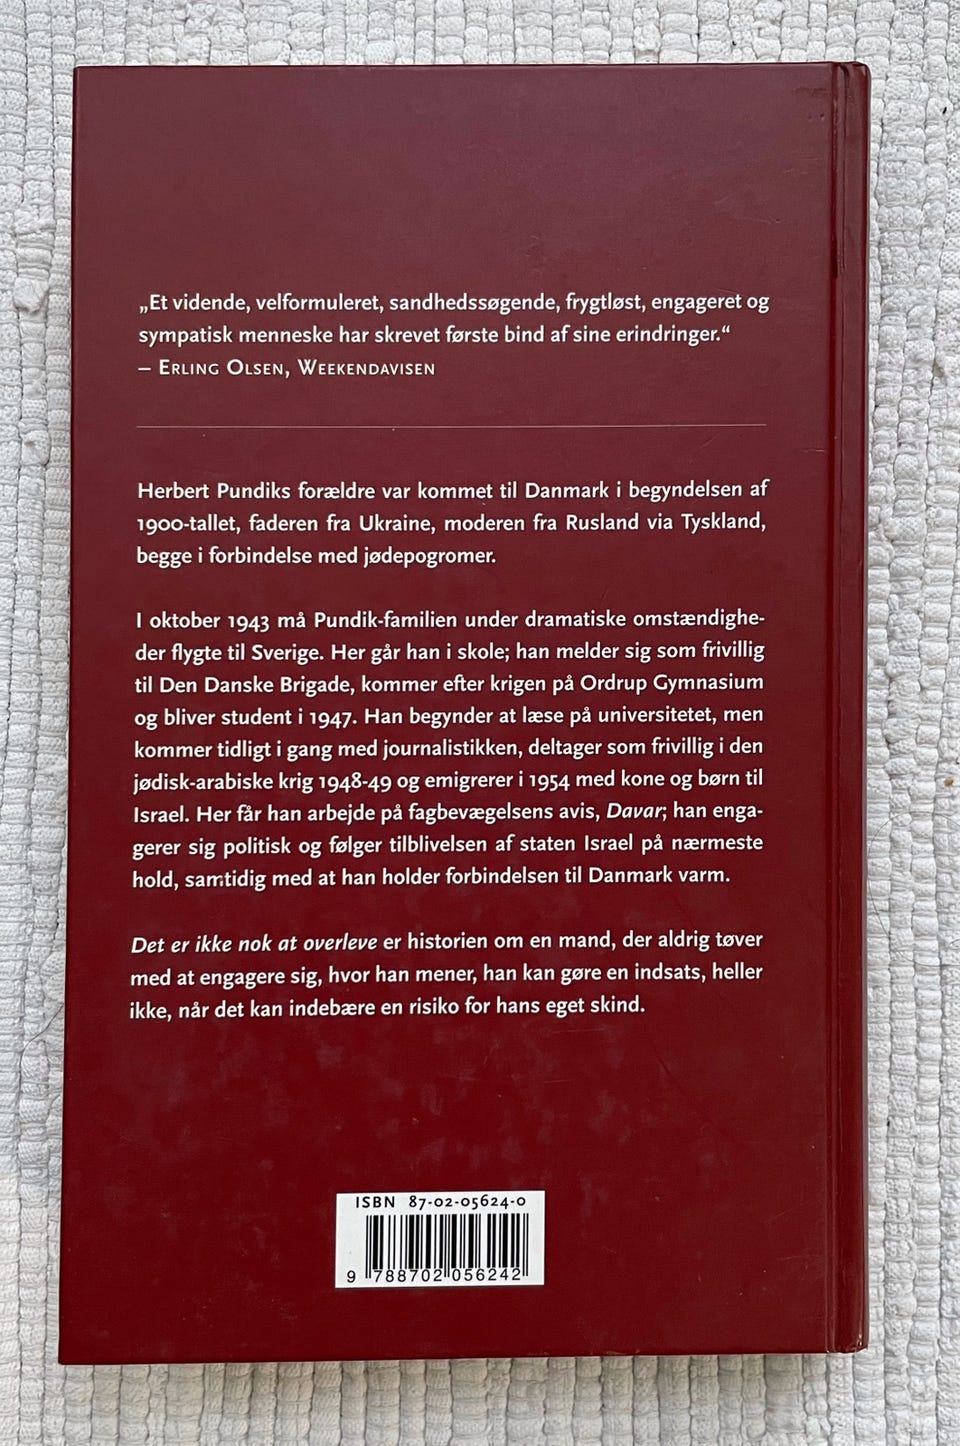 „Et vidende, velformuleret, sandhedssøgende, frygtløst, engageret og
sympatisk menneske har skrevet første bind af sine erindringer.“
– Erling Olsen, Weekendavisen
Herbert Pundiks forældre var kommet til Danmark i begyndelsen af
1900-tallet, faderen fra Ukraine, moderen fra Rusland via Tyskland,
begge i forbindelse med jødepogromer.
I oktober 1943 må Pundik-familien under dramatiske omstændighe-
der flygte til Sverige. Her går han i skole; han melder sig som frivillig
til Den Danske Brigade, kommer efter krigen på Ordrup Gymnasium
og bliver student i 1947. Han begynder at læse på universitetet, men
kommer tidligt i gang med journalistikken, deltager som frivillig i den
jødisk-arabiske krig 1948-49 og emigrerer i 1954 med kone og børn til
Israel. Her får han arbejde på fagbevægelsens avis, Davar; han enga-
gerer sig politisk og følger tilblivelsen af staten Israel på nærmeste
hold, samtidig med at han holder forbindelsen til Danmark varm.
Det er ikke nok at overleve er historien om en mand, der aldrig tøver
med at engagere sig, hvor han mener, han kan gøre en indsats, heller
ikke, når det kan indebære en risiko for hans eget skind.
ISBN 87-02-05624-0
9 788702 056242